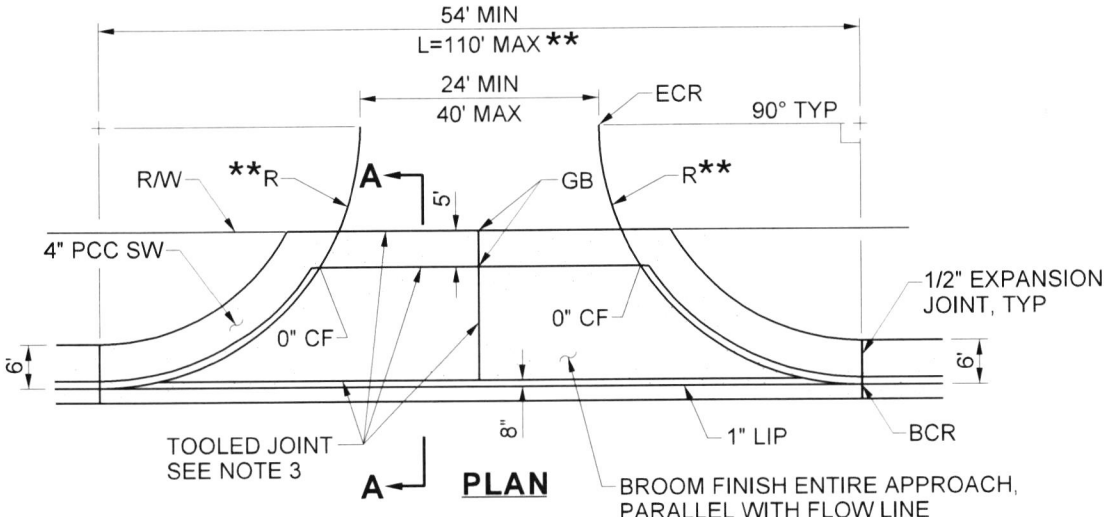 54' MIN
L=110' MAX **
24' MIN
40' MAX
ECR
90° TYP
R/W
**R
A
5'
GB
R**
4" PCC SW
1/2" EXPANSION
JOINT, TYP
0" CF
0" CF
6'
6'
TOOLED JOINT
SEE NOTE 3
8"
1" LIP
BCR
A
PLAN
BROOM FINISH ENTIRE APPROACH,
PARALLEL WITH FLOW LINE